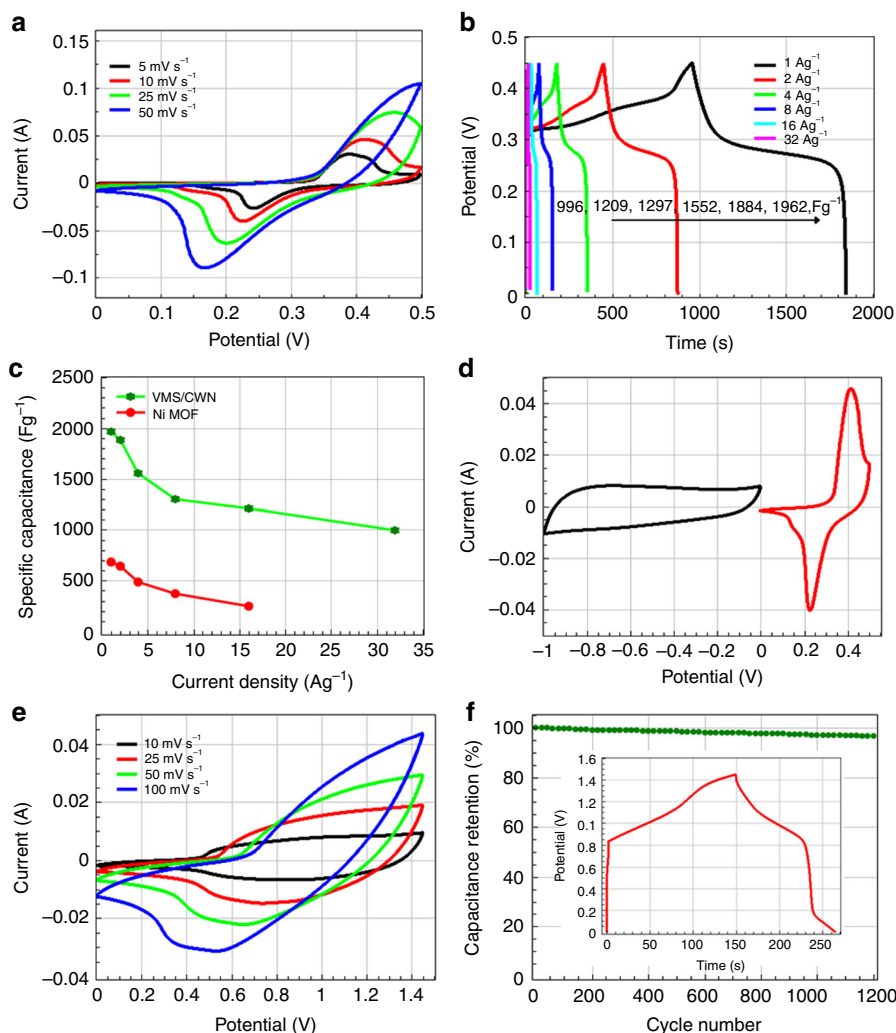 a
0.15
0.10
0.05
0
−0.05
−0.1
Current (A)
5 mV s⁻¹
10 mV s⁻¹
25 mV s⁻¹
50 mV s⁻¹
0 0.1 0.2 0.3 0.4 0.5
Potential (V)
b
0.5
0.4
0.3
0.2
0.45
0
Potential (V)
1 Ag⁻¹
2 Ag⁻¹
4 Ag⁻¹
8 Ag⁻¹
16 Ag⁻¹
32 Ag⁻¹
996, 1209, 1297, 1552, 1884, 1962,Fg⁻¹
0 500 1000 1500 2000
Time (s)
c
2500
2000
1500
1000
500
0
Specific capacitance (Fg⁻¹)
VMS/CWN
Ni MOF
0 5 10 15 20 25 30 35
Current density (Ag⁻¹)
d
0.04
0.02
0
−0.02
−0.04
Current (A)
−1 −0.8 −0.6 −0.4 −0.2 0 0.2 0.4
Potential (V)
e
0.04
0.02
0
−0.02
−0.04
Current (A)
10 mV s⁻¹
25 mV s⁻¹
50 mV s⁻¹
100 mV s⁻¹
0 0.2 0.4 0.6 0.8 1 1.2 1.4
Potential (V)
f
100
80
60
40
20
0
Capacitance retention (%)
1.6
1.4
1.2
0.1
0.8
0.6
0.4
0.2
0
Potential (V)
0 50 100 150 200 250
Time (s)
0 200 400 600 800 1000 1200
Cycle number